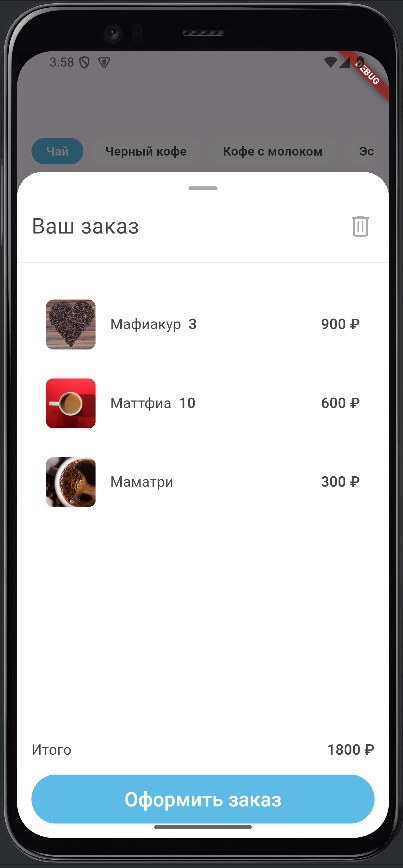 3:58
DEBUG
Чай Черный кофе Кофе с молоком Эс
Ваш заказ
Мафиакур 3 900 ₽
Маттфиа 10 600 ₽
Маматри 300 ₽
Итого 1800 ₽
Оформить заказ